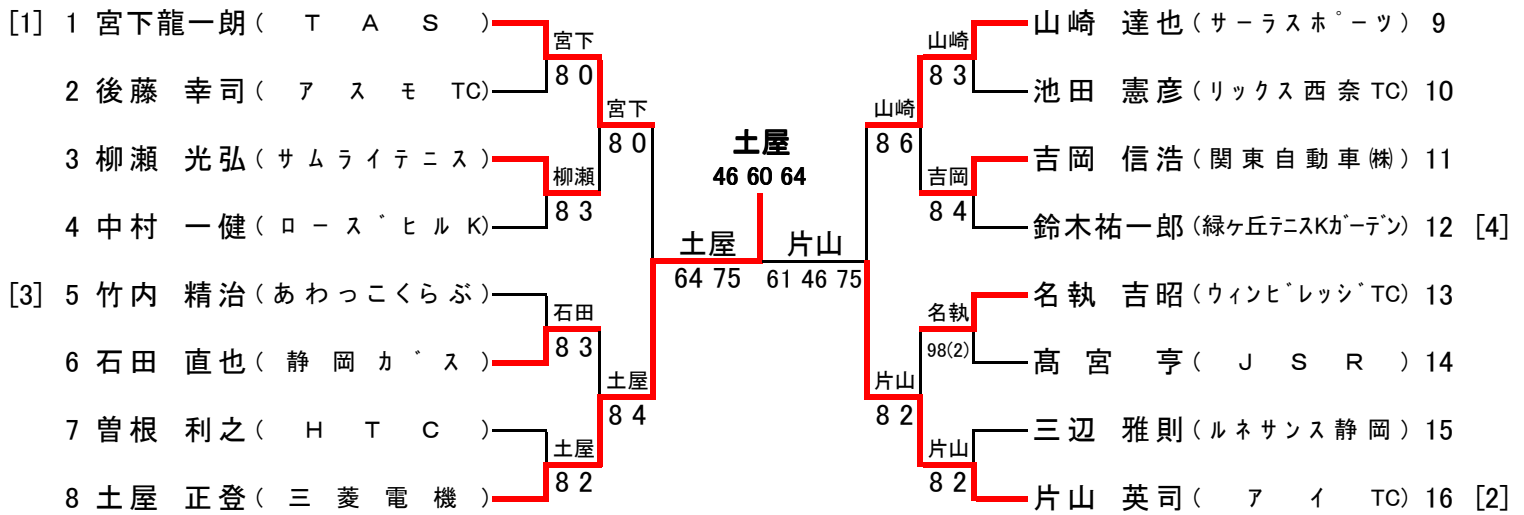 [1] 1 宮下龍一朗 ( T A S ) 宮下 山崎 山崎 達也 (サーラスポーツ) 9
8 0 8 3
2 後藤 幸司 ( アスモ TC) 宮下 山崎 池田 憲彦 (リックス西奈TC) 10
8 0 土屋 8 6
3 柳瀬 光弘 (サムライテニス) 柳瀬 46 60 64 吉岡 吉岡 信浩 (関東自動車㈱) 11
8 3 8 4
4 中村 一健 (ローズヒルK) 鈴木祐一郎 (緑ヶ丘テニスKガーデン) 12 [4]
土屋 片山
64 75 61 46 75
[3] 5 竹内 精治 (あわっこくらぶ) 石田 名執 名執 吉昭 (ウィンビレッジTC) 13
8 3 98(2)
6 石田 直也 (静岡ガス) 土屋 片山 髙宮 亨 ( J S R ) 14
8 4 8 2
7 曽根 利之 ( H T C ) 土屋 片山 三辺 雅則 (ルネサンス静岡) 15
8 2 8 2
8 土屋 正登 (三菱電機) 片山 英司 ( アイ TC) 16 [2]